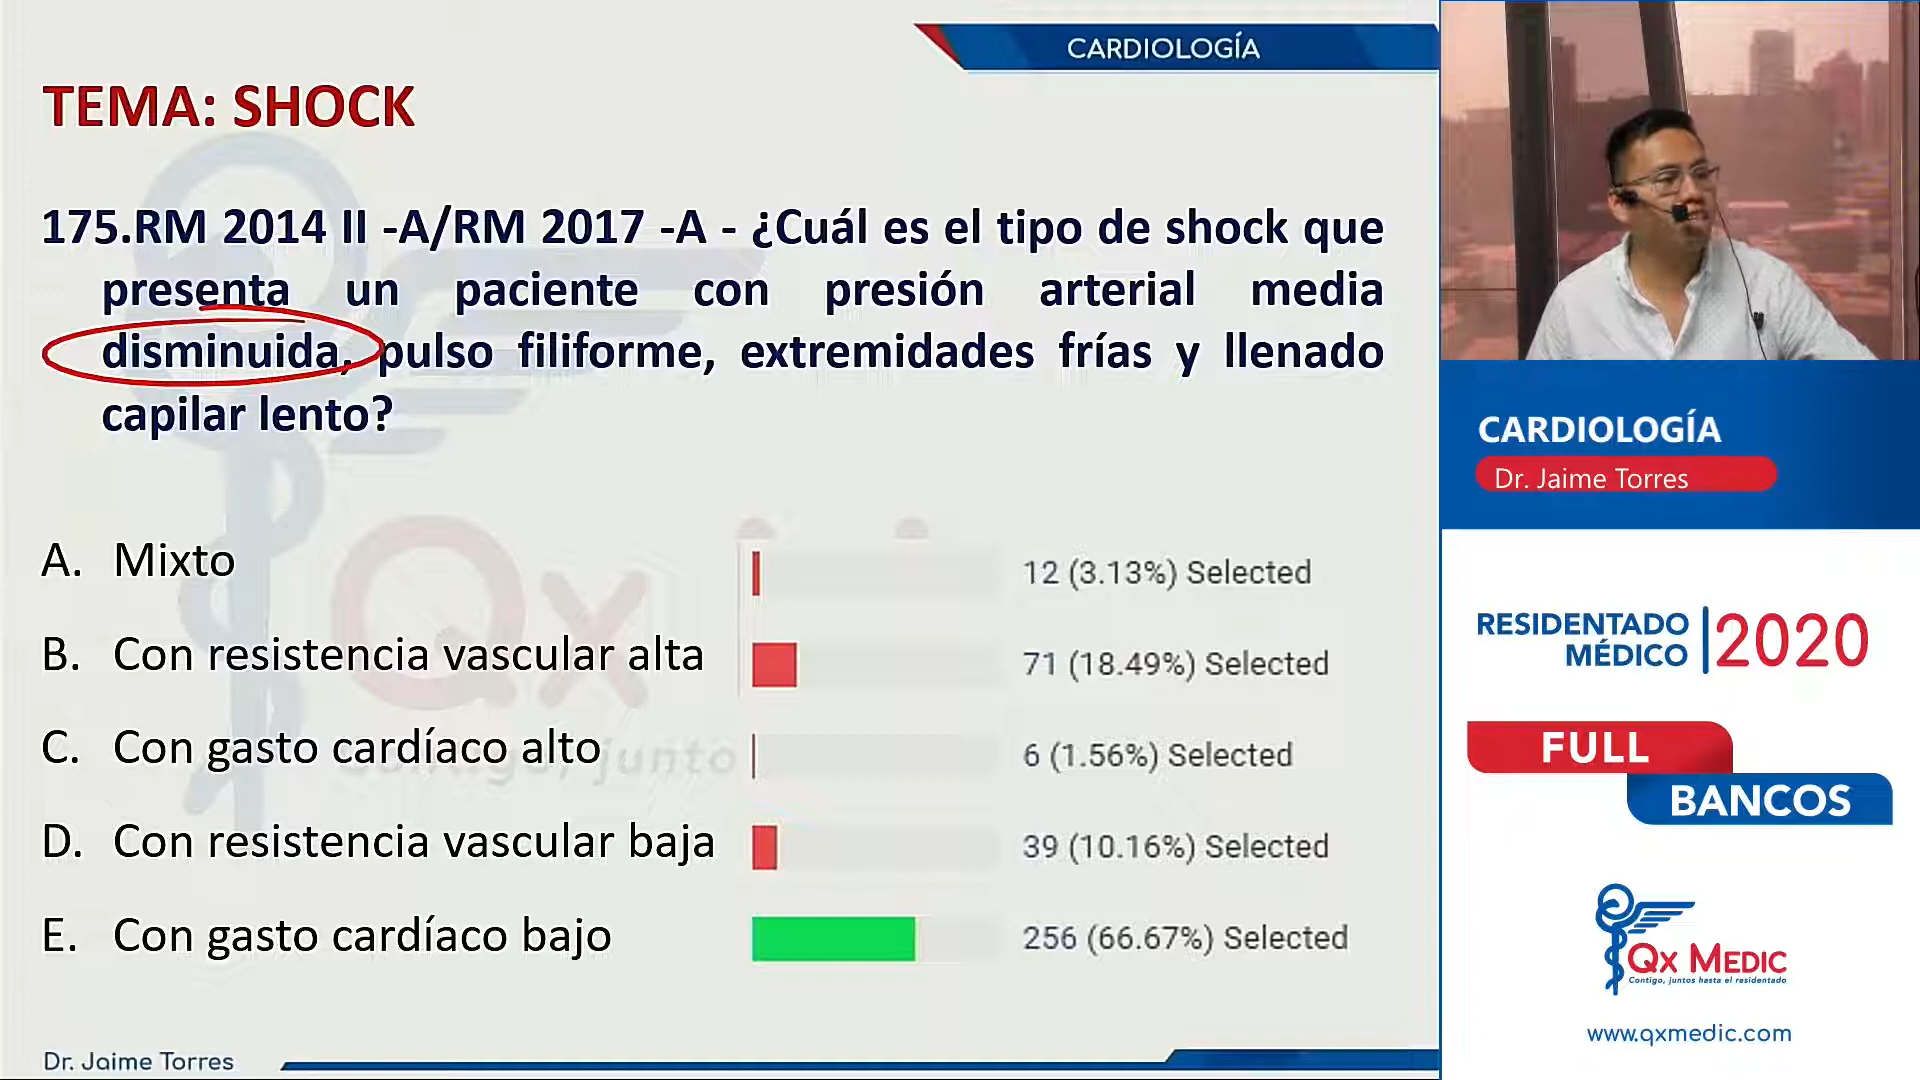 CARDIOLOGÍA
TEMA: SHOCK
175.RM 2014 II -A/RM 2017 -A - ¿Cuál es el tipo de shock que
presenta un paciente con presión arterial media
disminuida, pulso filiforme, extremidades frías y llenado
capilar lento?
A. Mixto
12 (3.13%) Selected
B. Con resistencia vascular alta
71 (18.49%) Selected
C. Con gasto cardíaco alto
6 (1.56%) Selected
D. Con resistencia vascular baja
39 (10.16%) Selected
E. Con gasto cardíaco bajo
256 (66.67%) Selected
Dr. Jaime Torres
Qx
Contigo, junto
CARDIOLOGÍA
Dr. Jaime Torres
RESIDENTADO
MÉDICO
2020
FULL
BANCOS
Qx MEDIC
Contigo, juntos hasta el residentado
www.qxmedic.com